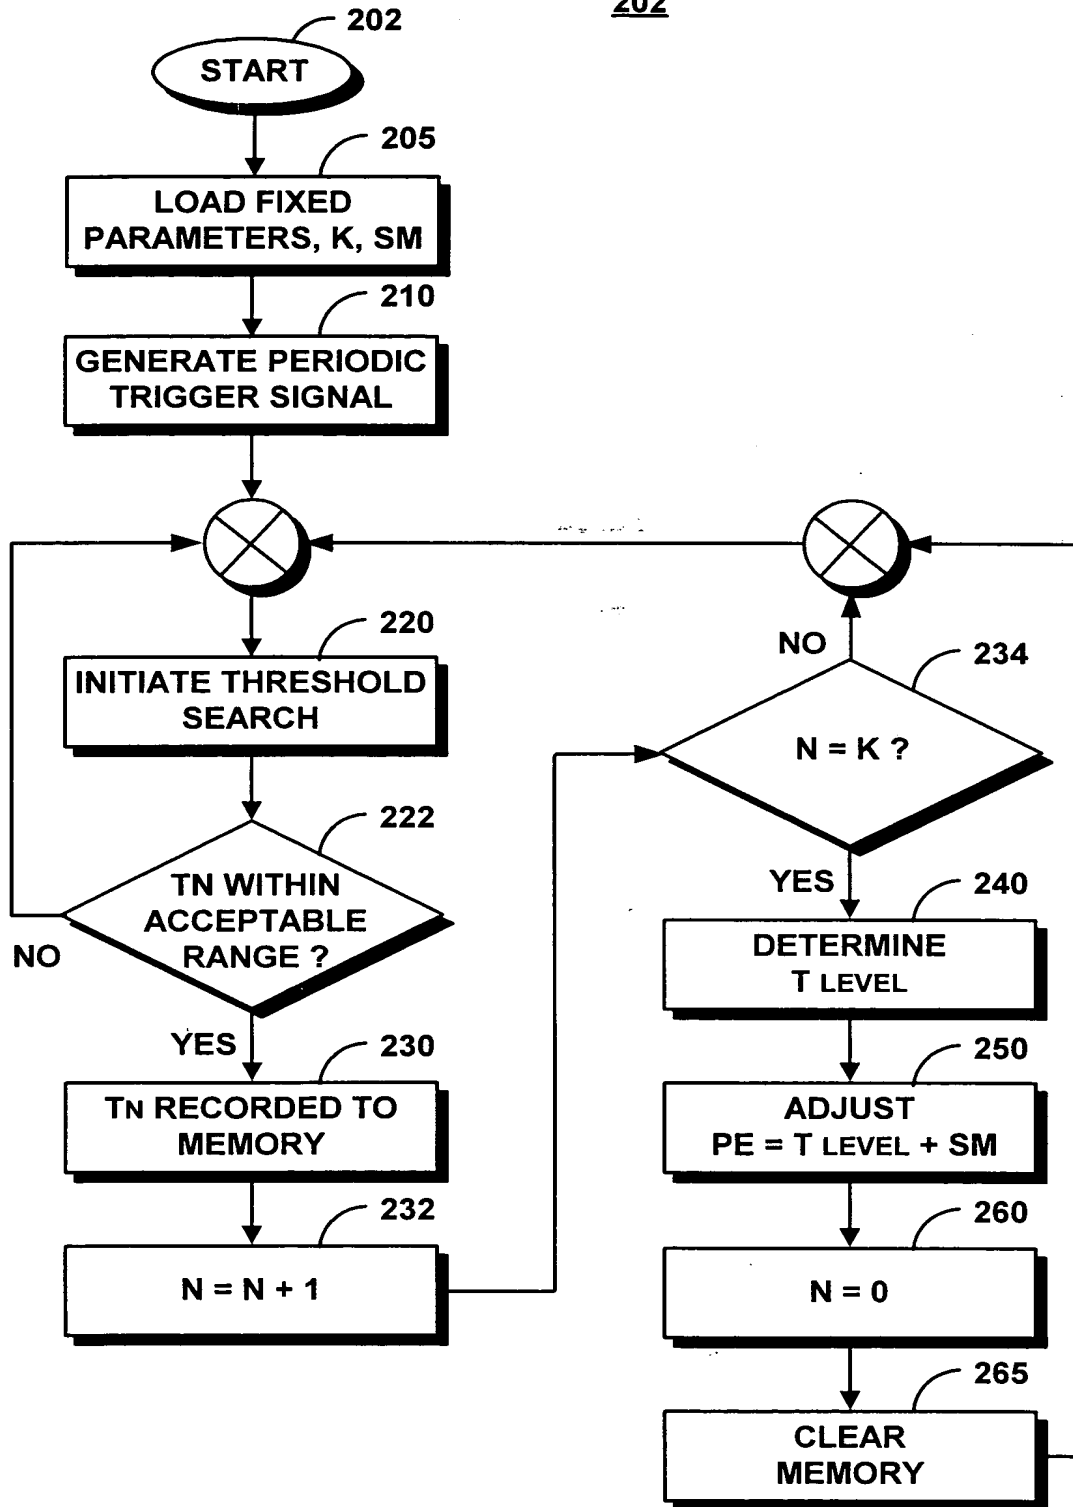 202
202
START
205
LOAD FIXED
PARAMETERS, K, SM
210
GENERATE PERIODIC
TRIGGER SIGNAL
220
INITIATE THRESHOLD
SEARCH
222
TN WITHIN
ACCEPTABLE
RANGE ?
NO
YES
230
TN RECORDED TO
MEMORY
232
N = N + 1
NO
234
N = K ?
YES
240
DETERMINE
T LEVEL
250
ADJUST
PE = T LEVEL + SM
260
N = 0
265
CLEAR
MEMORY